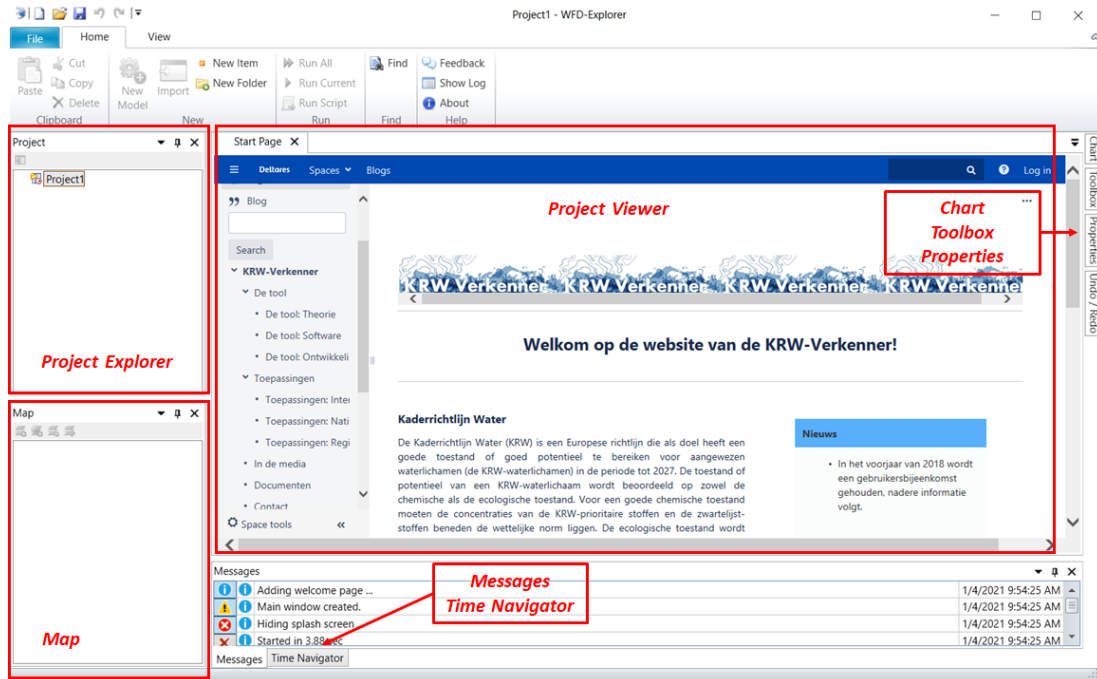 Project1 - WFD-Explorer
File Home View
Paste
Cut
Copy
Delete
Clipboard
New Model
Import
New Item
New Folder
New
Run All
Run Current
Run Script
Run
Find
Find
Feedback
Show Log
About
Help
Project
Project1
Project Explorer
Map
Map
Start Page
Deltares Spaces Blogs
Log in
Blog
Search
KRW-Verkenner
De tool
De tool: Theorie
De tool: Software
De tool: Ontwikkeli
Toepassingen
Toepassingen: Inter
Toepassingen: Nati
Toepassingen: Regi
In de media
Documenten
Contact
Space tools
Project Viewer
Chart
Toolbox
Properties
KRW-Verkenner KRW-Verkenner KRW-Verkenner KRW-Verkenner
Welkom op de website van de KRW-Verkenner!
Kaderrichtlijn Water
De Kaderrichtlijn Water (KRW) is een Europese richtlijn die als doel heeft een
goede toestand of goed potentieel te bereiken voor aangewezen
waterlichamen (de KRW-waterlichamen) in de periode tot 2027. De toestand of
potentieel van een KRW-waterlichaam wordt beoordeeld op zowel de
chemische als de ecologische toestand. Voor een goede chemische toestand
moeten de concentraties van de KRW-prioritaire stoffen en de zwartelijst-
stoffen beneden de wettelijke norm liggen. De ecologische toestand wordt
Nieuws
In het voorjaar van 2018 wordt
een gebruikersbijeenkomst
gehouden, nadere informatie
volgt.
Chart
Toolbox
Properties
Undo / Redo
Messages
Adding welcome page ... 1/4/2021 9:54:25 AM
Main window created. 1/4/2021 9:54:25 AM
Hiding splash screen... 1/4/2021 9:54:25 AM
Started in 3.88 sec 1/4/2021 9:54:25 AM
Messages
Time Navigator
Messages Time Navigator